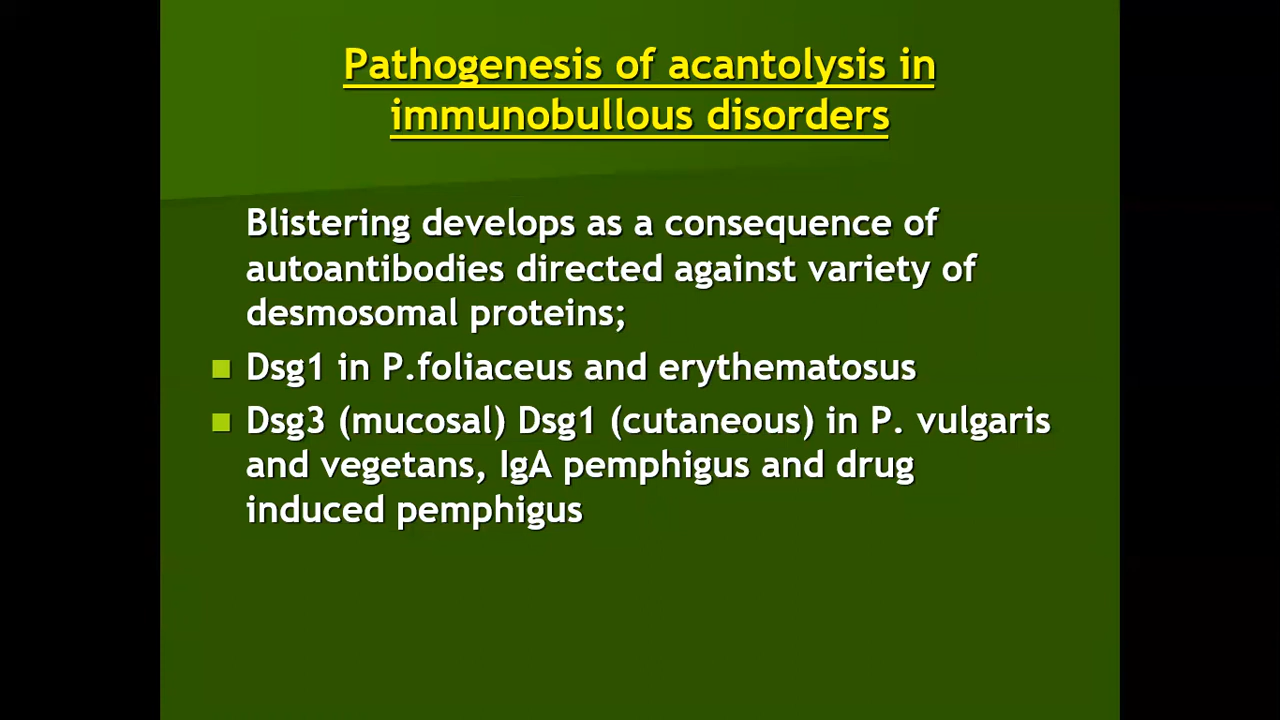 Pathogenesis of acantolysis in
immunobullous disorders
Blistering develops as a consequence of
autoantibodies directed against variety of
desmosomal proteins;
Dsg1 in P.foliaceus and erythematosus
Dsg3 (mucosal) Dsg1 (cutaneous) in P. vulgaris
and vegetans, IgA pemphigus and drug
induced pemphigus